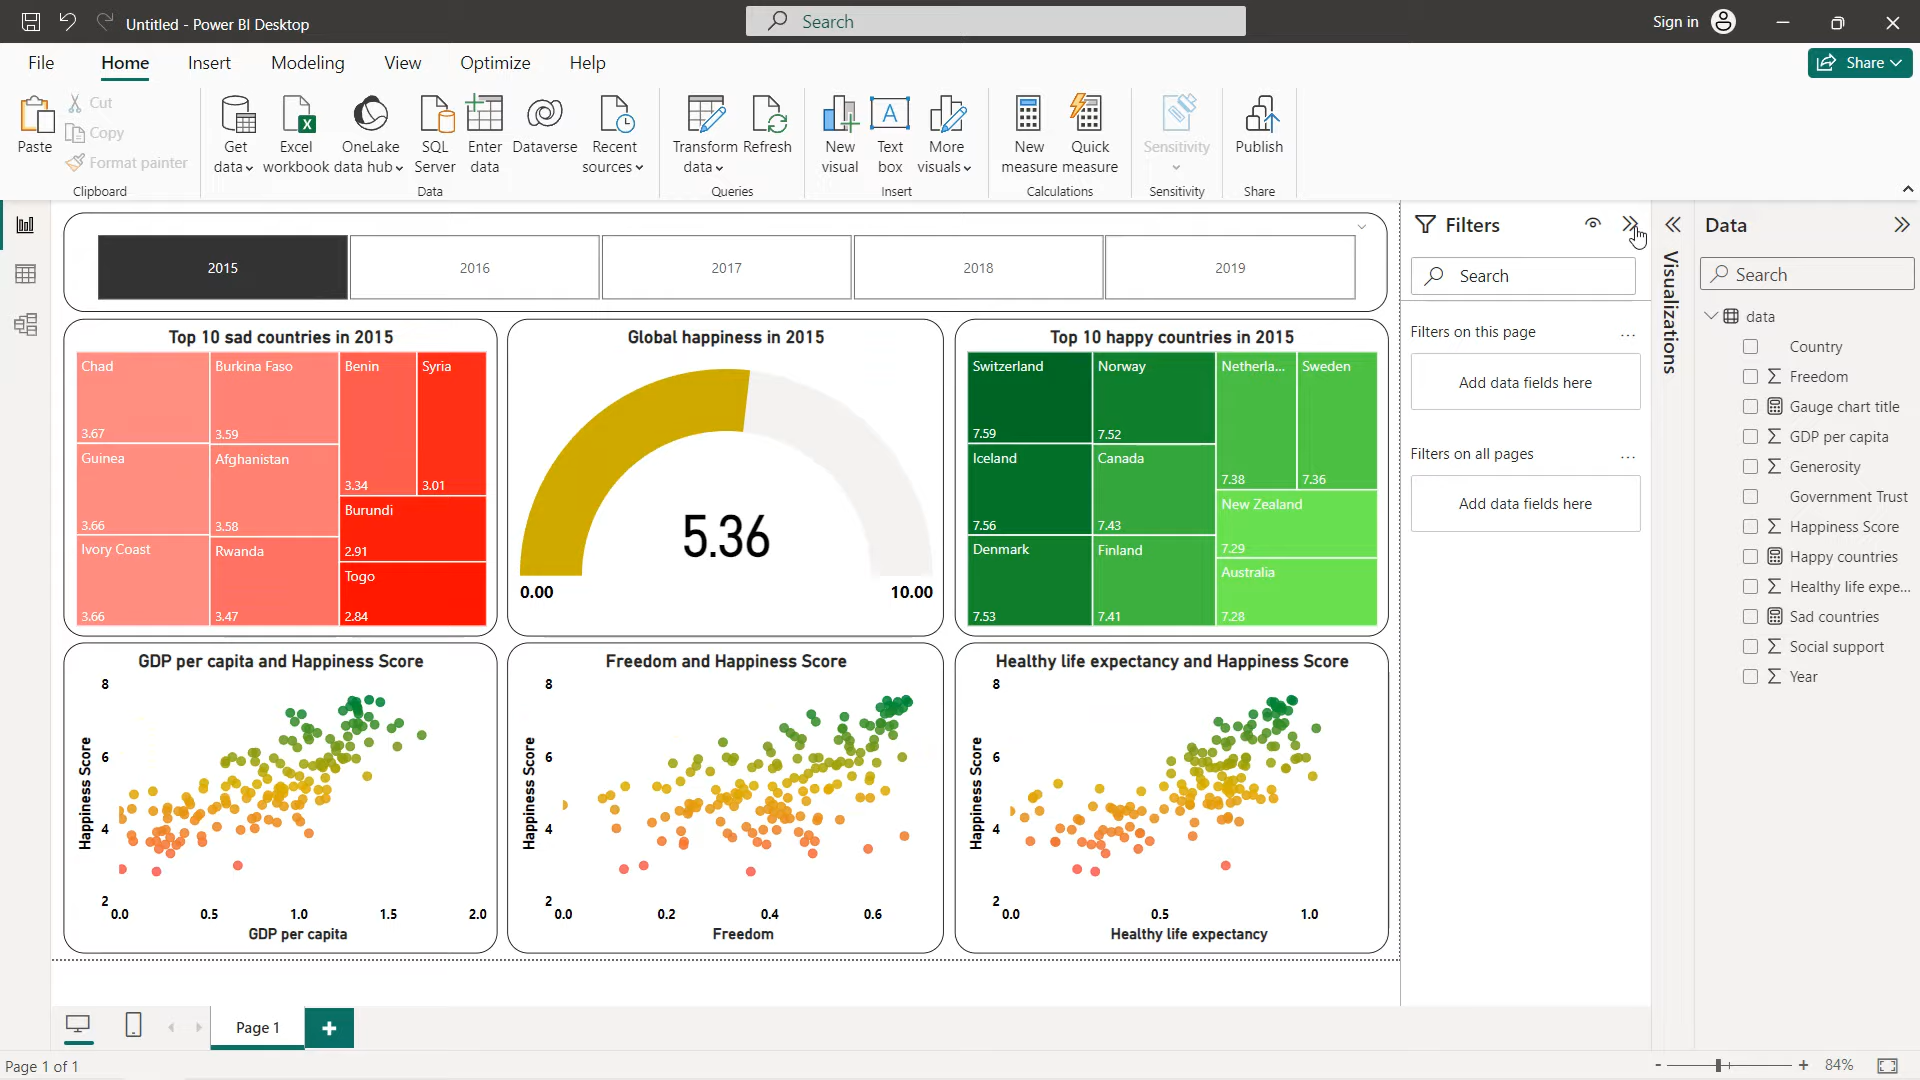 Untitled - Power BI Desktop
Search
Sign in
File Home Insert Modeling View Optimize Help
Share
Paste
Cut
Copy
Format painter
Clipboard
Get data
Excel workbook
OneLake data hub
SQL Server
Enter data
Dataverse
Recent sources
Data
Transform data
Refresh
Queries
New visual
Text box
More visuals
Insert
New measure
Quick measure
Calculations
Sensitivity
Sensitivity
Publish
Share
2015 2016 2017 2018 2019
Top 10 sad countries in 2015
Chad
3.67
Guinea
3.66
Ivory Coast
3.66
Burkina Faso
3.59
Afghanistan
3.58
Rwanda
3.47
Benin
3.34
Syria
3.01
Burundi
2.91
Togo
2.84
Global happiness in 2015
5.36
0.00
10.00
Top 10 happy countries in 2015
Switzerland
7.59
Iceland
7.56
Denmark
7.53
Norway
7.52
Canada
7.43
Finland
7.41
Netherla...
7.38
Sweden
7.36
New Zealand
7.29
Australia
7.28
GDP per capita and Happiness Score
Happiness Score
8
6
4
2
0.0 0.5 1.0 1.5 2.0
GDP per capita
Freedom and Happiness Score
Happiness Score
8
6
4
2
0.0 0.2 0.4 0.6
Freedom
Healthy life expectancy and Happiness Score
Happiness Score
8
6
4
2
0.0 0.5 1.0
Healthy life expectancy
Filters
Search
Filters on this page ...
Add data fields here
Filters on all pages ...
Add data fields here
Visualizations
Data
Search
data
Country
Freedom
Gauge chart title
GDP per capita
Generosity
Government Trust
Happiness Score
Happy countries
Healthy life expe...
Sad countries
Social support
Year
Page 1
Page 1 of 1
- + 84%